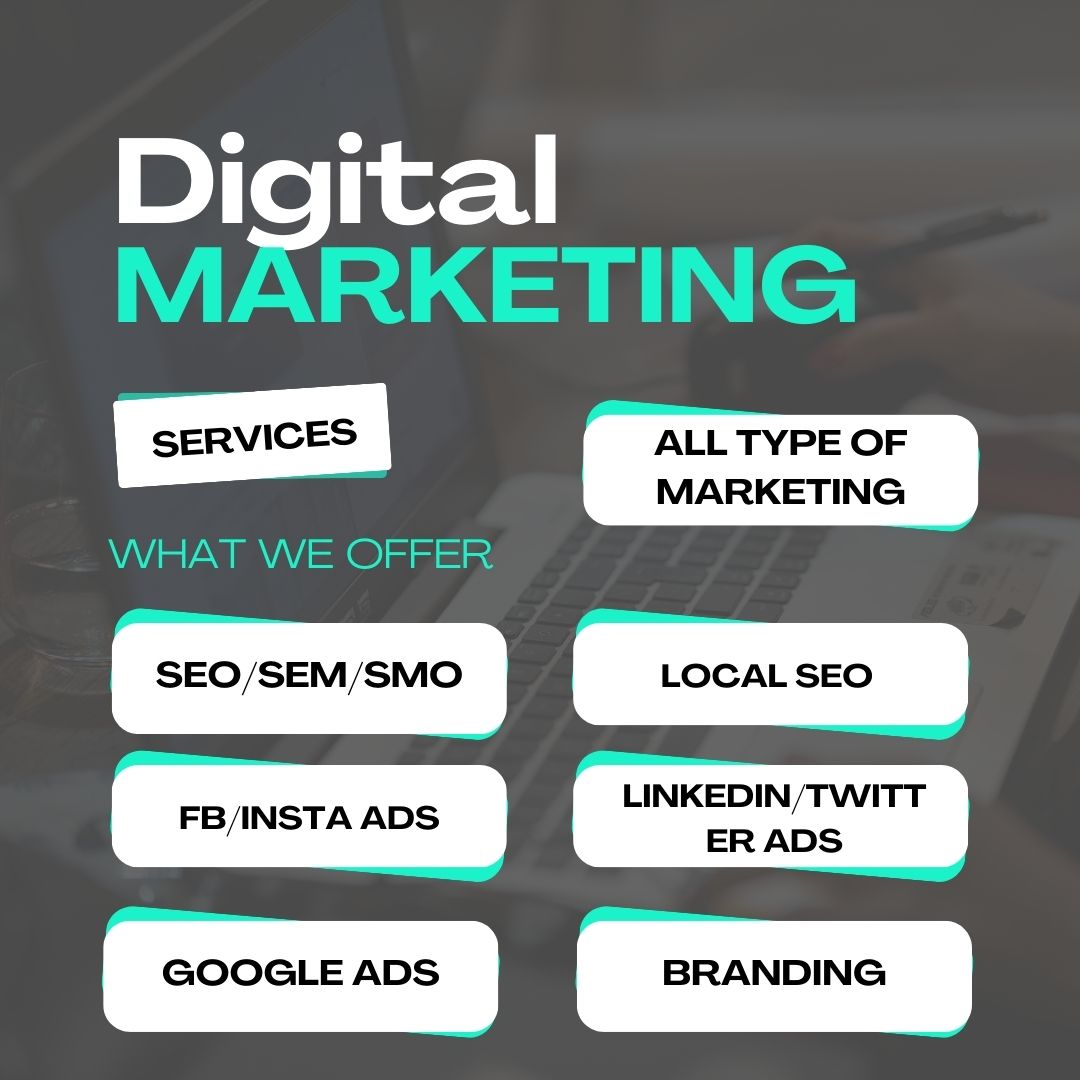 Digital
MARKETING
SERVICES
ALL TYPE OF
MARKETING
WHAT WE OFFER
SEO/SEM/SMO
LOCAL SEO
FB/INSTA ADS
LINKEDIN/TWITT
ER ADS
GOOGLE ADS
BRANDING